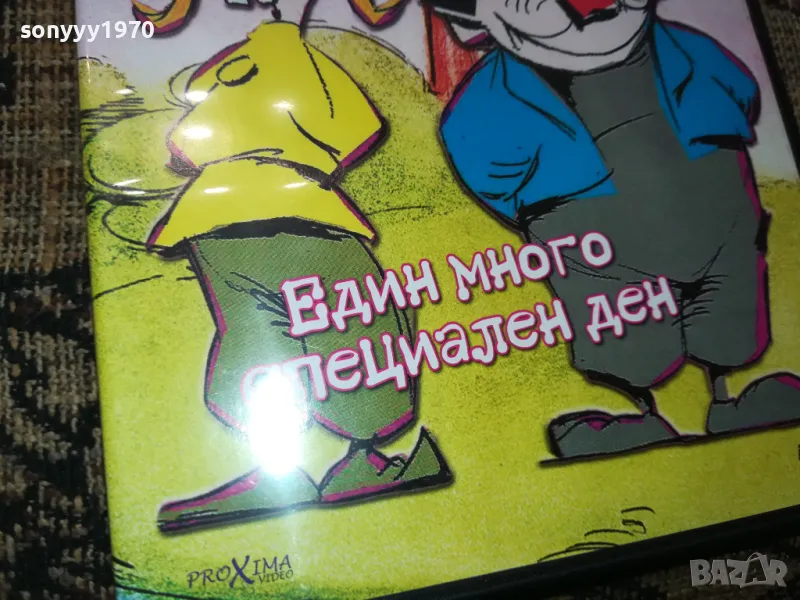 sonyyy1970
Един много
специален ден
PROXIMA
VIDEO
BAZAR